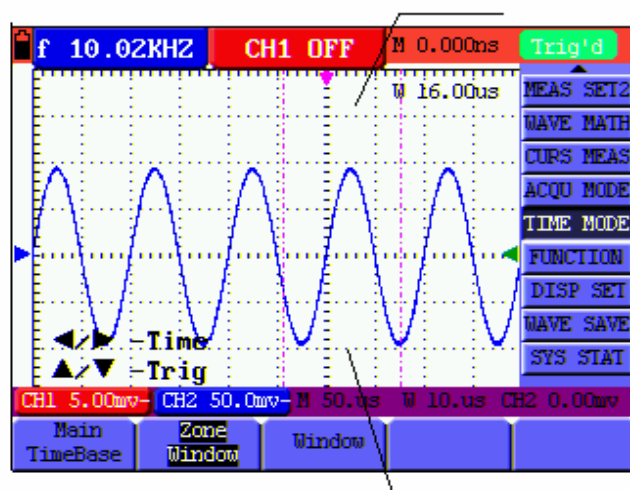 f 10.02KHZ CH1 OFF M 0.000ns Trig'd
W 16.00us
MEAS SET2
WAVE MATH
CURS MEAS
ACQU MODE
TIME MODE
FUNCTION
DISP SET
WAVE SAVE
SYS STAT
◀/▶ -Time
▲/▼ -Trig
CH1 5.00mv- CH2 50.0mv- M 50.us W 10.us CH2 0.00mv
Main TimeBase
Zone Window
Window